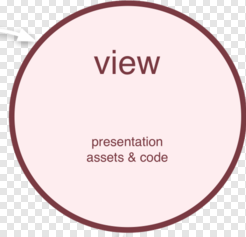 view
presentation
assets & code